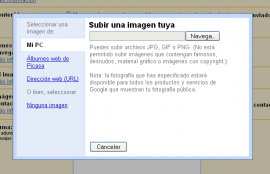 Seleccionar una
imagen de:
Mi PC
Álbumes web de
Picasa
Dirección web (URL)
O bien, seleccionar:
Ninguna imagen
Subir una imagen tuya
Navega...
Puedes subir archivos JPG, GIF o PNG. (No está
permitido subir imágenes que contengan famosos,
desnudos, material gráfico o imágenes con copyright.)
Nota: la fotografía que has especificado estará
disponible para todos los productos y servicios de
Google que muestran tu fotografía pública.
Cancelar